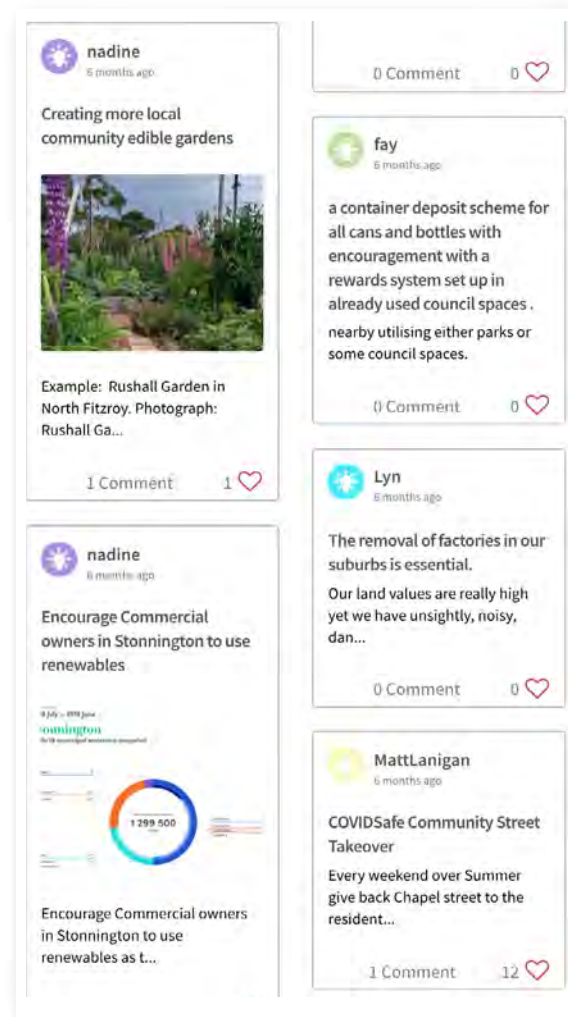 nadine
6 months ago
Creating more local
community edible gardens
Example: Rushall Garden in
North Fitzroy. Photograph:
Rushall Ga...
1 Comment 1
nadine
6 months ago
Encourage Commercial
owners in Stonnington to use
renewables
1 299 500
Encourage Commercial owners
in Stonnington to use
renewables as t...
0 Comment 0
fay
6 months ago
a container deposit scheme for
all cans and bottles with
encouragement with a
rewards system set up in
already used council spaces .
nearby utilising either parks or
some council spaces.
0 Comment 0
Lyn
6 months ago
The removal of factories in our
suburbs is essential.
Our land values are really high
yet we have unsightly, noisy,
dan...
0 Comment 0
MattLanigan
6 months ago
COVIDSafe Community Street
Takeover
Every weekend over Summer
give back Chapel street to the
resident...
1 Comment 12